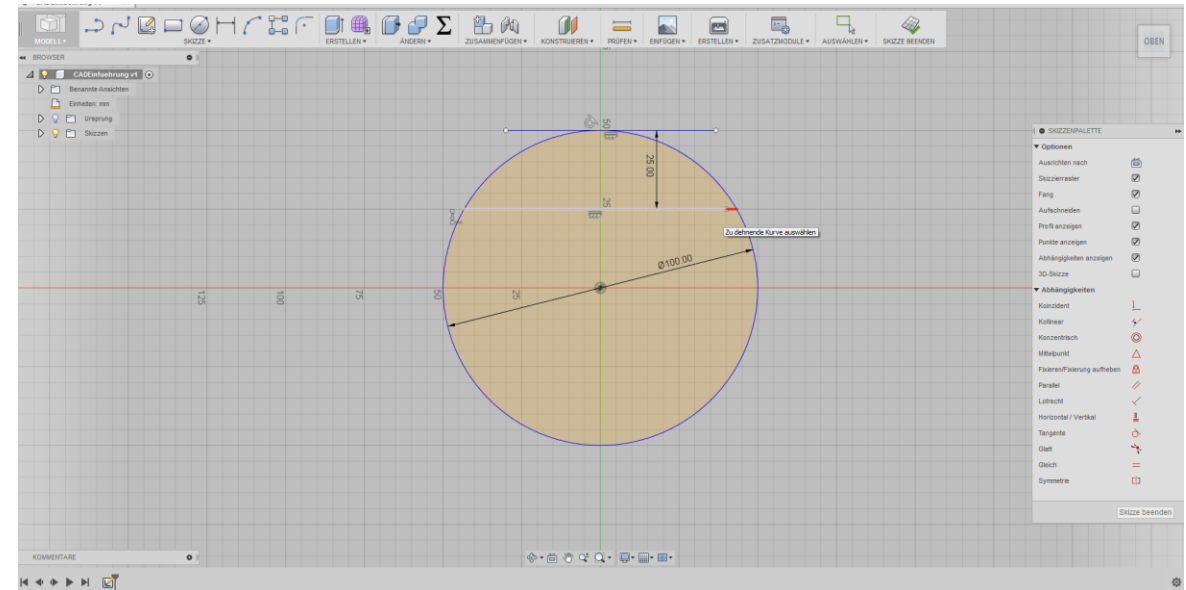 MODELL
SKIZZE
ERSTELLEN
ÄNDERN
ZUSAMMENFÜGEN
KONSTRUIEREN
PRÜFEN
EINFÜGEN
ERSTELLEN
ZUSATZMODULE
AUSWÄHLEN
SKIZZE BEENDEN
OBEN
BROWSER
CADEinfuehrung v1
Benannte Ansichten
Einheiten: mm
Ursprung
Skizzen
50
25.00
25
Zu dehnende Kurve auswählen
Ø100.00
125
100
75
50
25
SKIZZENPALETTE
Optionen
Ausrichten nach
Skizzierraster
Fang
Aufschneiden
Profil anzeigen
Punkte anzeigen
Abhängigkeiten anzeigen
3D-Skizze
Abhängigkeiten
Koinzident
Kollinear
Konzentrisch
Mittelpunkt
Fixieren/Fixierung aufheben
Parallel
Lotrecht
Horizontal / Vertikal
Tangente
Glatt
Gleich
Symmetrie
Skizze beenden
KOMMENTARE